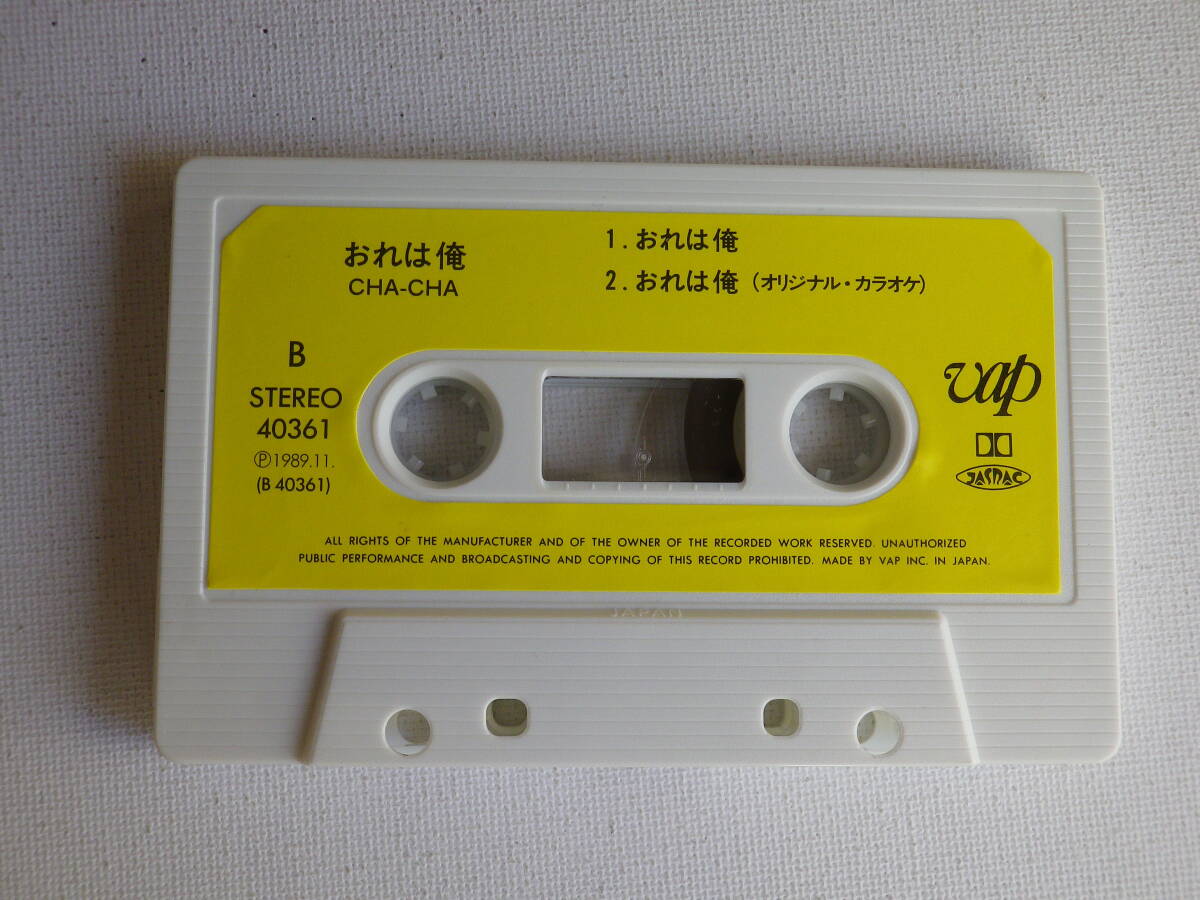 おれは俺
CHA-CHA
1. おれは俺
2. おれは俺 (オリジナル・カラオケ)
B
STEREO
40361
Ⓟ1989.11.
(B 40361)
vap
JASRAC
ALL RIGHTS OF THE MANUFACTURER AND OF THE OWNER OF THE RECORDED WORK RESERVED. UNAUTHORIZED
PUBLIC PERFORMANCE AND BROADCASTING AND COPYING OF THIS RECORD PROHIBITED. MADE BY VAP INC. IN JAPAN.
JAPAN